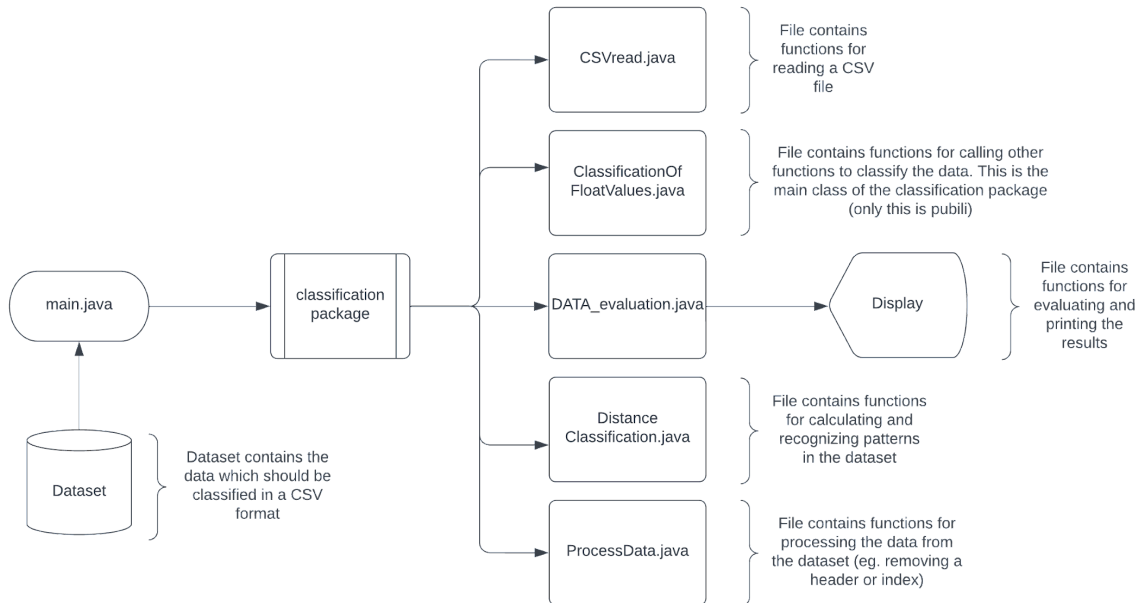 CSVread.java
File contains
functions for
reading a CSV
file
ClassificationOf
FloatValues.java
File contains functions for calling other
functions to classify the data. This is the
main class of the classification package
(only this is pubili)
main.java
classification
package
DATA_evaluation.java
Display
File contains
functions for
evaluating and
printing the
results
Dataset
Dataset contains the
data which should be
classified in a CSV
format
Distance
Classification.java
File contains functions
for calculating and
recognizing patterns
in the dataset
ProcessData.java
File contains functions for
processing the data from
the dataset (eg. removing a
header or index)